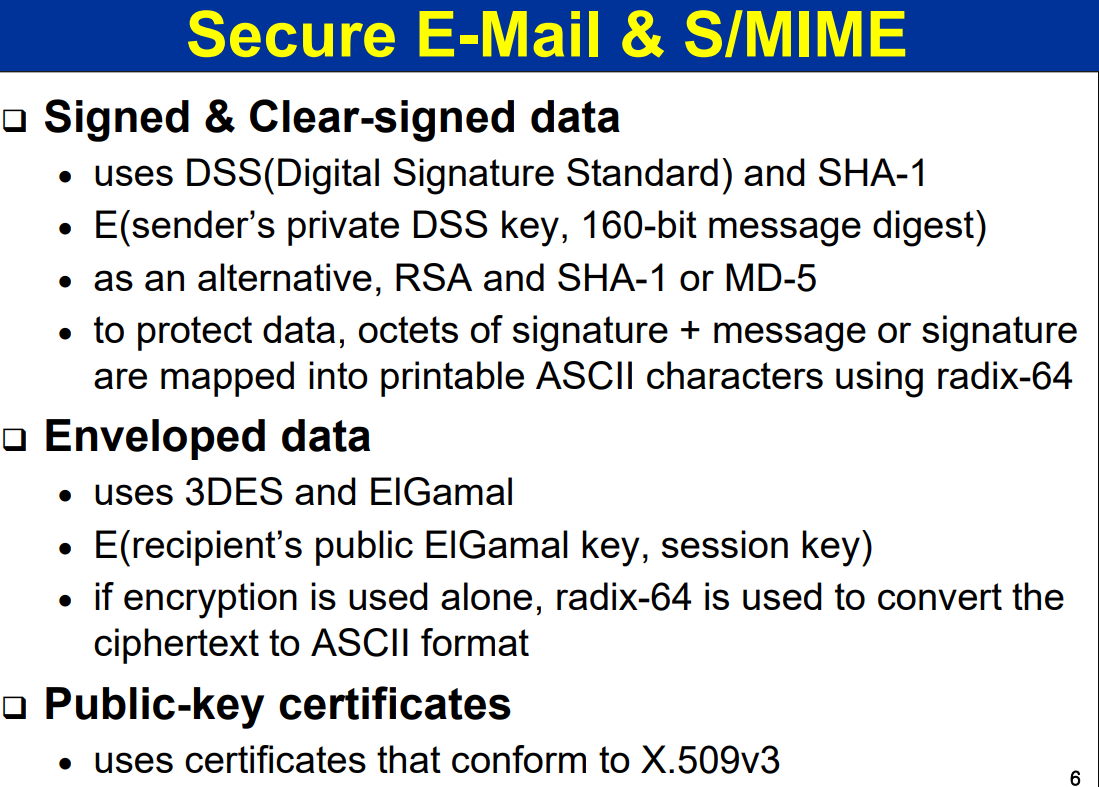 Secure E-Mail & S/MIME
❑ Signed & Clear-signed data
• uses DSS(Digital Signature Standard) and SHA-1
• E(sender’s private DSS key, 160-bit message digest)
• as an alternative, RSA and SHA-1 or MD-5
• to protect data, octets of signature + message or signature
are mapped into printable ASCII characters using radix-64
❑ Enveloped data
• uses 3DES and ElGamal
• E(recipient’s public ElGamal key, session key)
• if encryption is used alone, radix-64 is used to convert the
ciphertext to ASCII format
❑ Public-key certificates
• uses certificates that conform to X.509v3
6